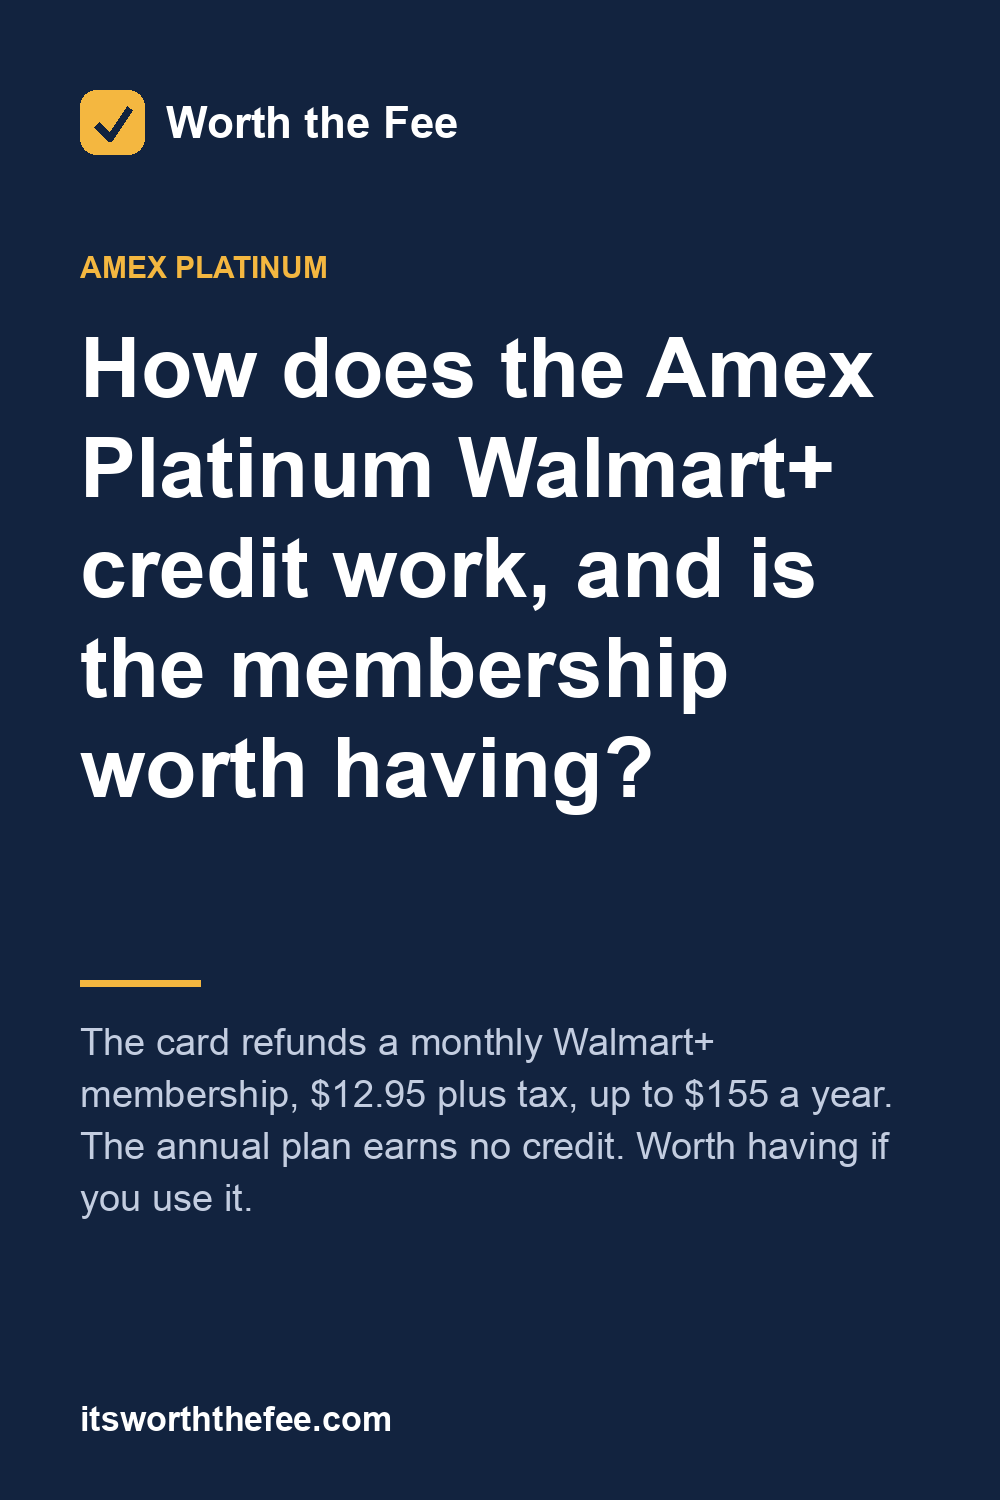 Worth the Fee
AMEX PLATINUM
How does the Amex
Platinum Walmart+
credit work, and is
the membership
worth having?
The card refunds a monthly Walmart+
membership, $12.95 plus tax, up to $155 a year.
The annual plan earns no credit. Worth having if
you use it.
itsworththefee.com